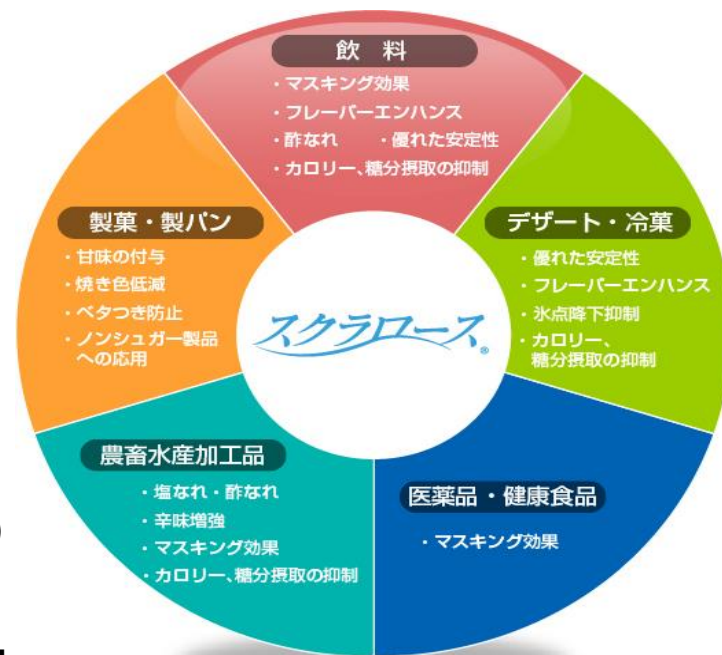 飲　料
・マスキング効果
・フレーバーエンハンス
・酢なれ　　・優れた安定性
・カロリー、糖分摂取の抑制
デザート・冷菓
・優れた安定性
・フレーバーエンハンス
・氷点降下抑制
・カロリー、
糖分摂取の抑制
医薬品・健康食品
・マスキング効果
農畜水産加工品
・塩なれ・酢なれ
・辛味増強
・マスキング効果
・カロリー、糖分摂取の抑制
製菓・製パン
・甘味の付与
・焼き色低減
・ベタつき防止
・ノンシュガー製品
への応用
スクラロース®